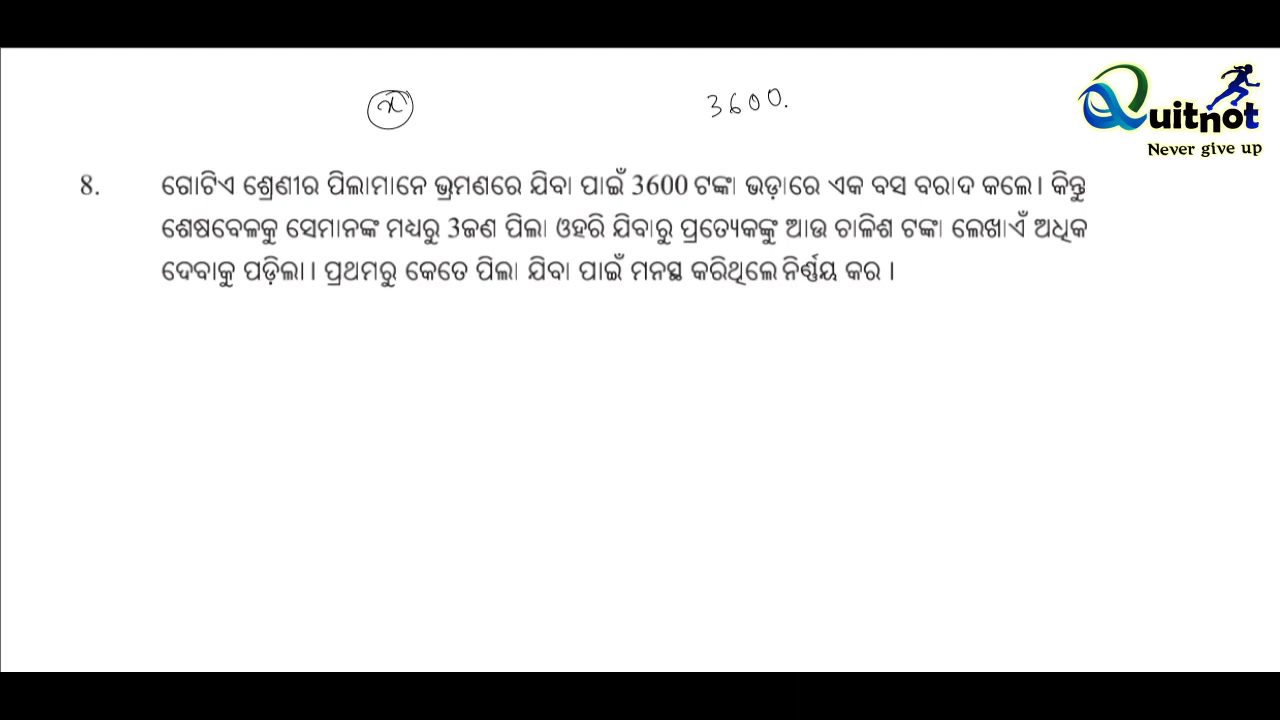 x 3600.
Quitnot
Never give up
8. ଗୋଟିଏ ଶ୍ରେଣୀର ପିଲାମାନେ ଭ୍ରମଣରେ ଯିବା ପାଇଁ 3600 ଟଙ୍କା ଭଡ଼ାରେ ଏକ ବସ ବରାଦ କଲେ। କିନ୍ତୁ
ଶେଷବେଳକୁ ସେମାନଙ୍କ ମଧ୍ୟରୁ 3ଜଣ ପିଲା ଓହରି ଯିବାରୁ ପ୍ରତ୍ୟେକଙ୍କୁ ଆଉ ଚାଳିଶ ଟଙ୍କା ଲେଖାଏଁ ଅଧିକ
ଦେବାକୁ ପଡ଼ିଲା। ପ୍ରଥମରୁ କେତେ ପିଲା ଯିବା ପାଇଁ ମନସ୍ଥ କରିଥିଲେ ନିର୍ଣ୍ଣୟ କର ।